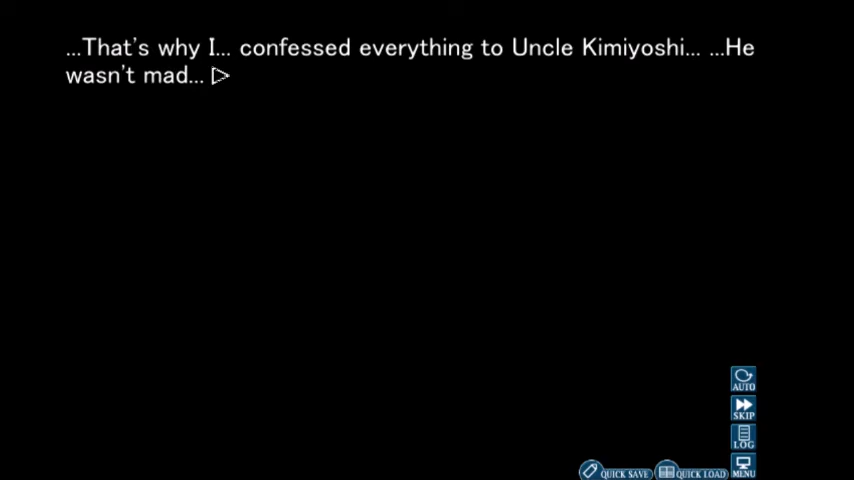 ...That's why I... confessed everything to Uncle Kimiyoshi... ...He
wasn't mad...
AUTO
SKIP
LOG
MENU
QUICK SAVE
QUICK LOAD